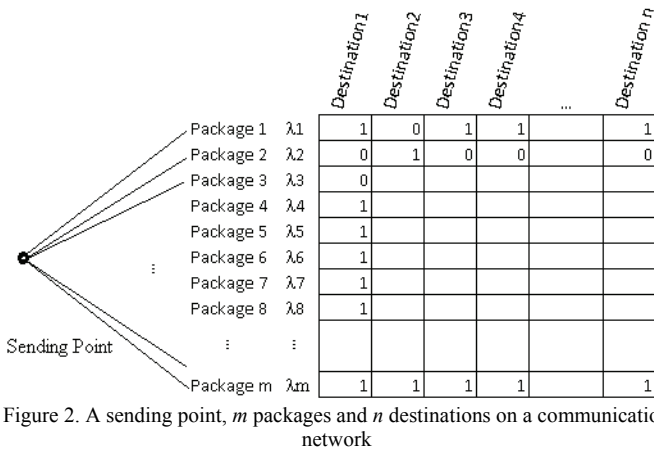 Destination1 Destination2 Destination3 Destination4 ... Destination n
Package 1 λ1 1 0 1 1 1
Package 2 λ2 0 1 0 0 0
Package 3 λ3 0
Package 4 λ4 1
Package 5 λ5 1
Package 6 λ6 1
Package 7 λ7 1
Package 8 λ8 1
Sending Point
⋮ ⋮ ⋮
Package m λm 1 1 1 1 1
Figure 2. A sending point, m packages and n destinations on a communicatio
network